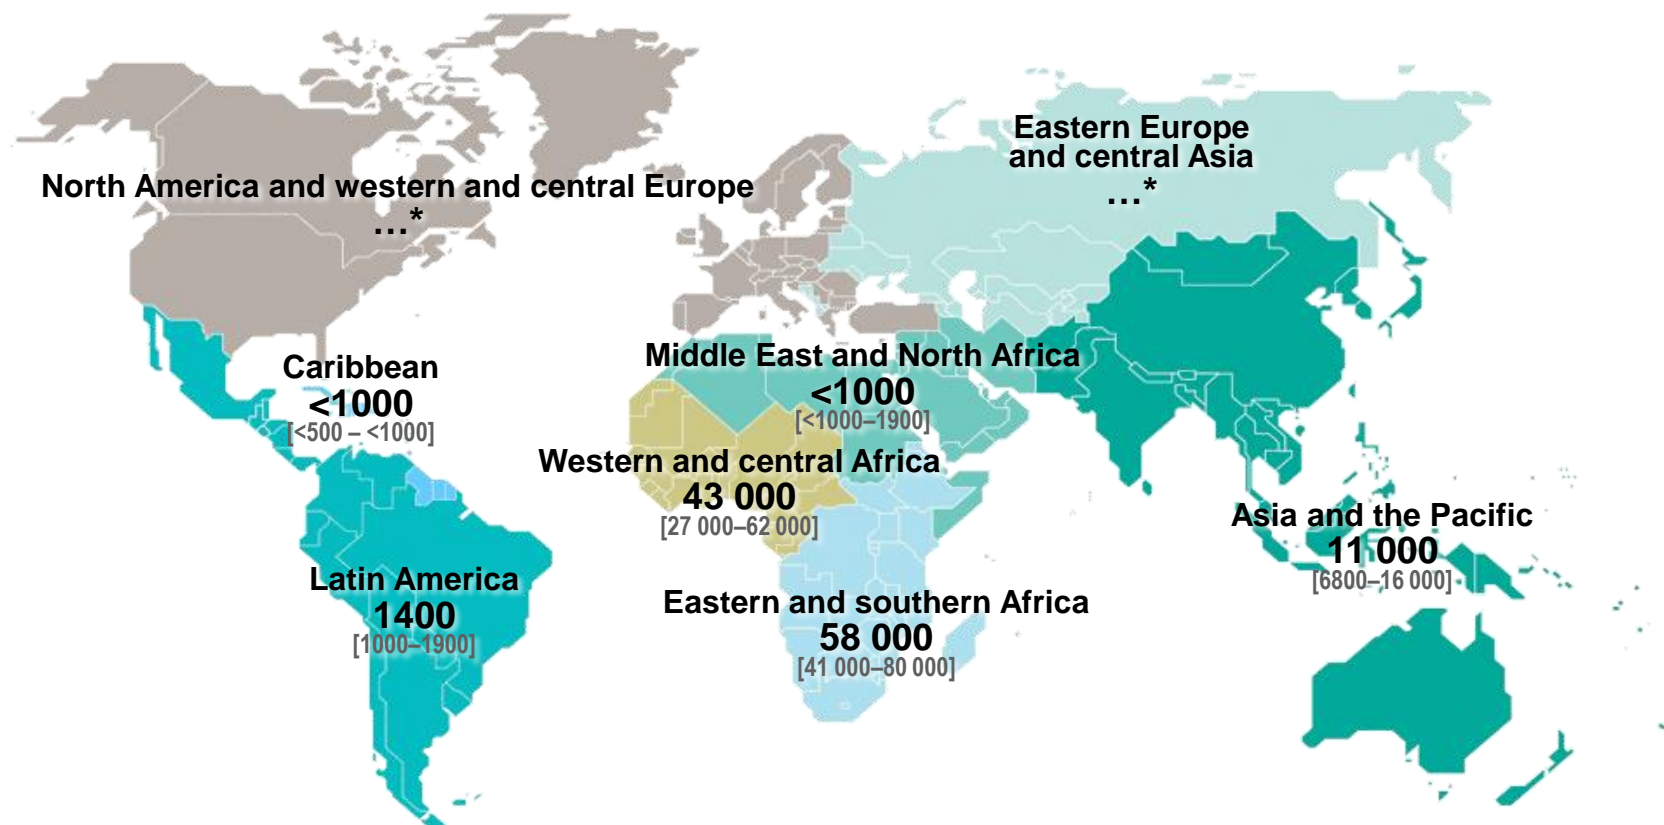 Eastern Europe
and central Asia
…*
North America and western and central Europe
…*
Caribbean
<1000
[<500 – <1000]
Middle East and North Africa
<1000
[<1000–1900]
Western and central Africa
43 000
[27 000–62 000]
Asia and the Pacific
11 000
[6800–16 000]
Latin America
1400
[1000–1900]
Eastern and southern Africa
58 000
[41 000–80 000]